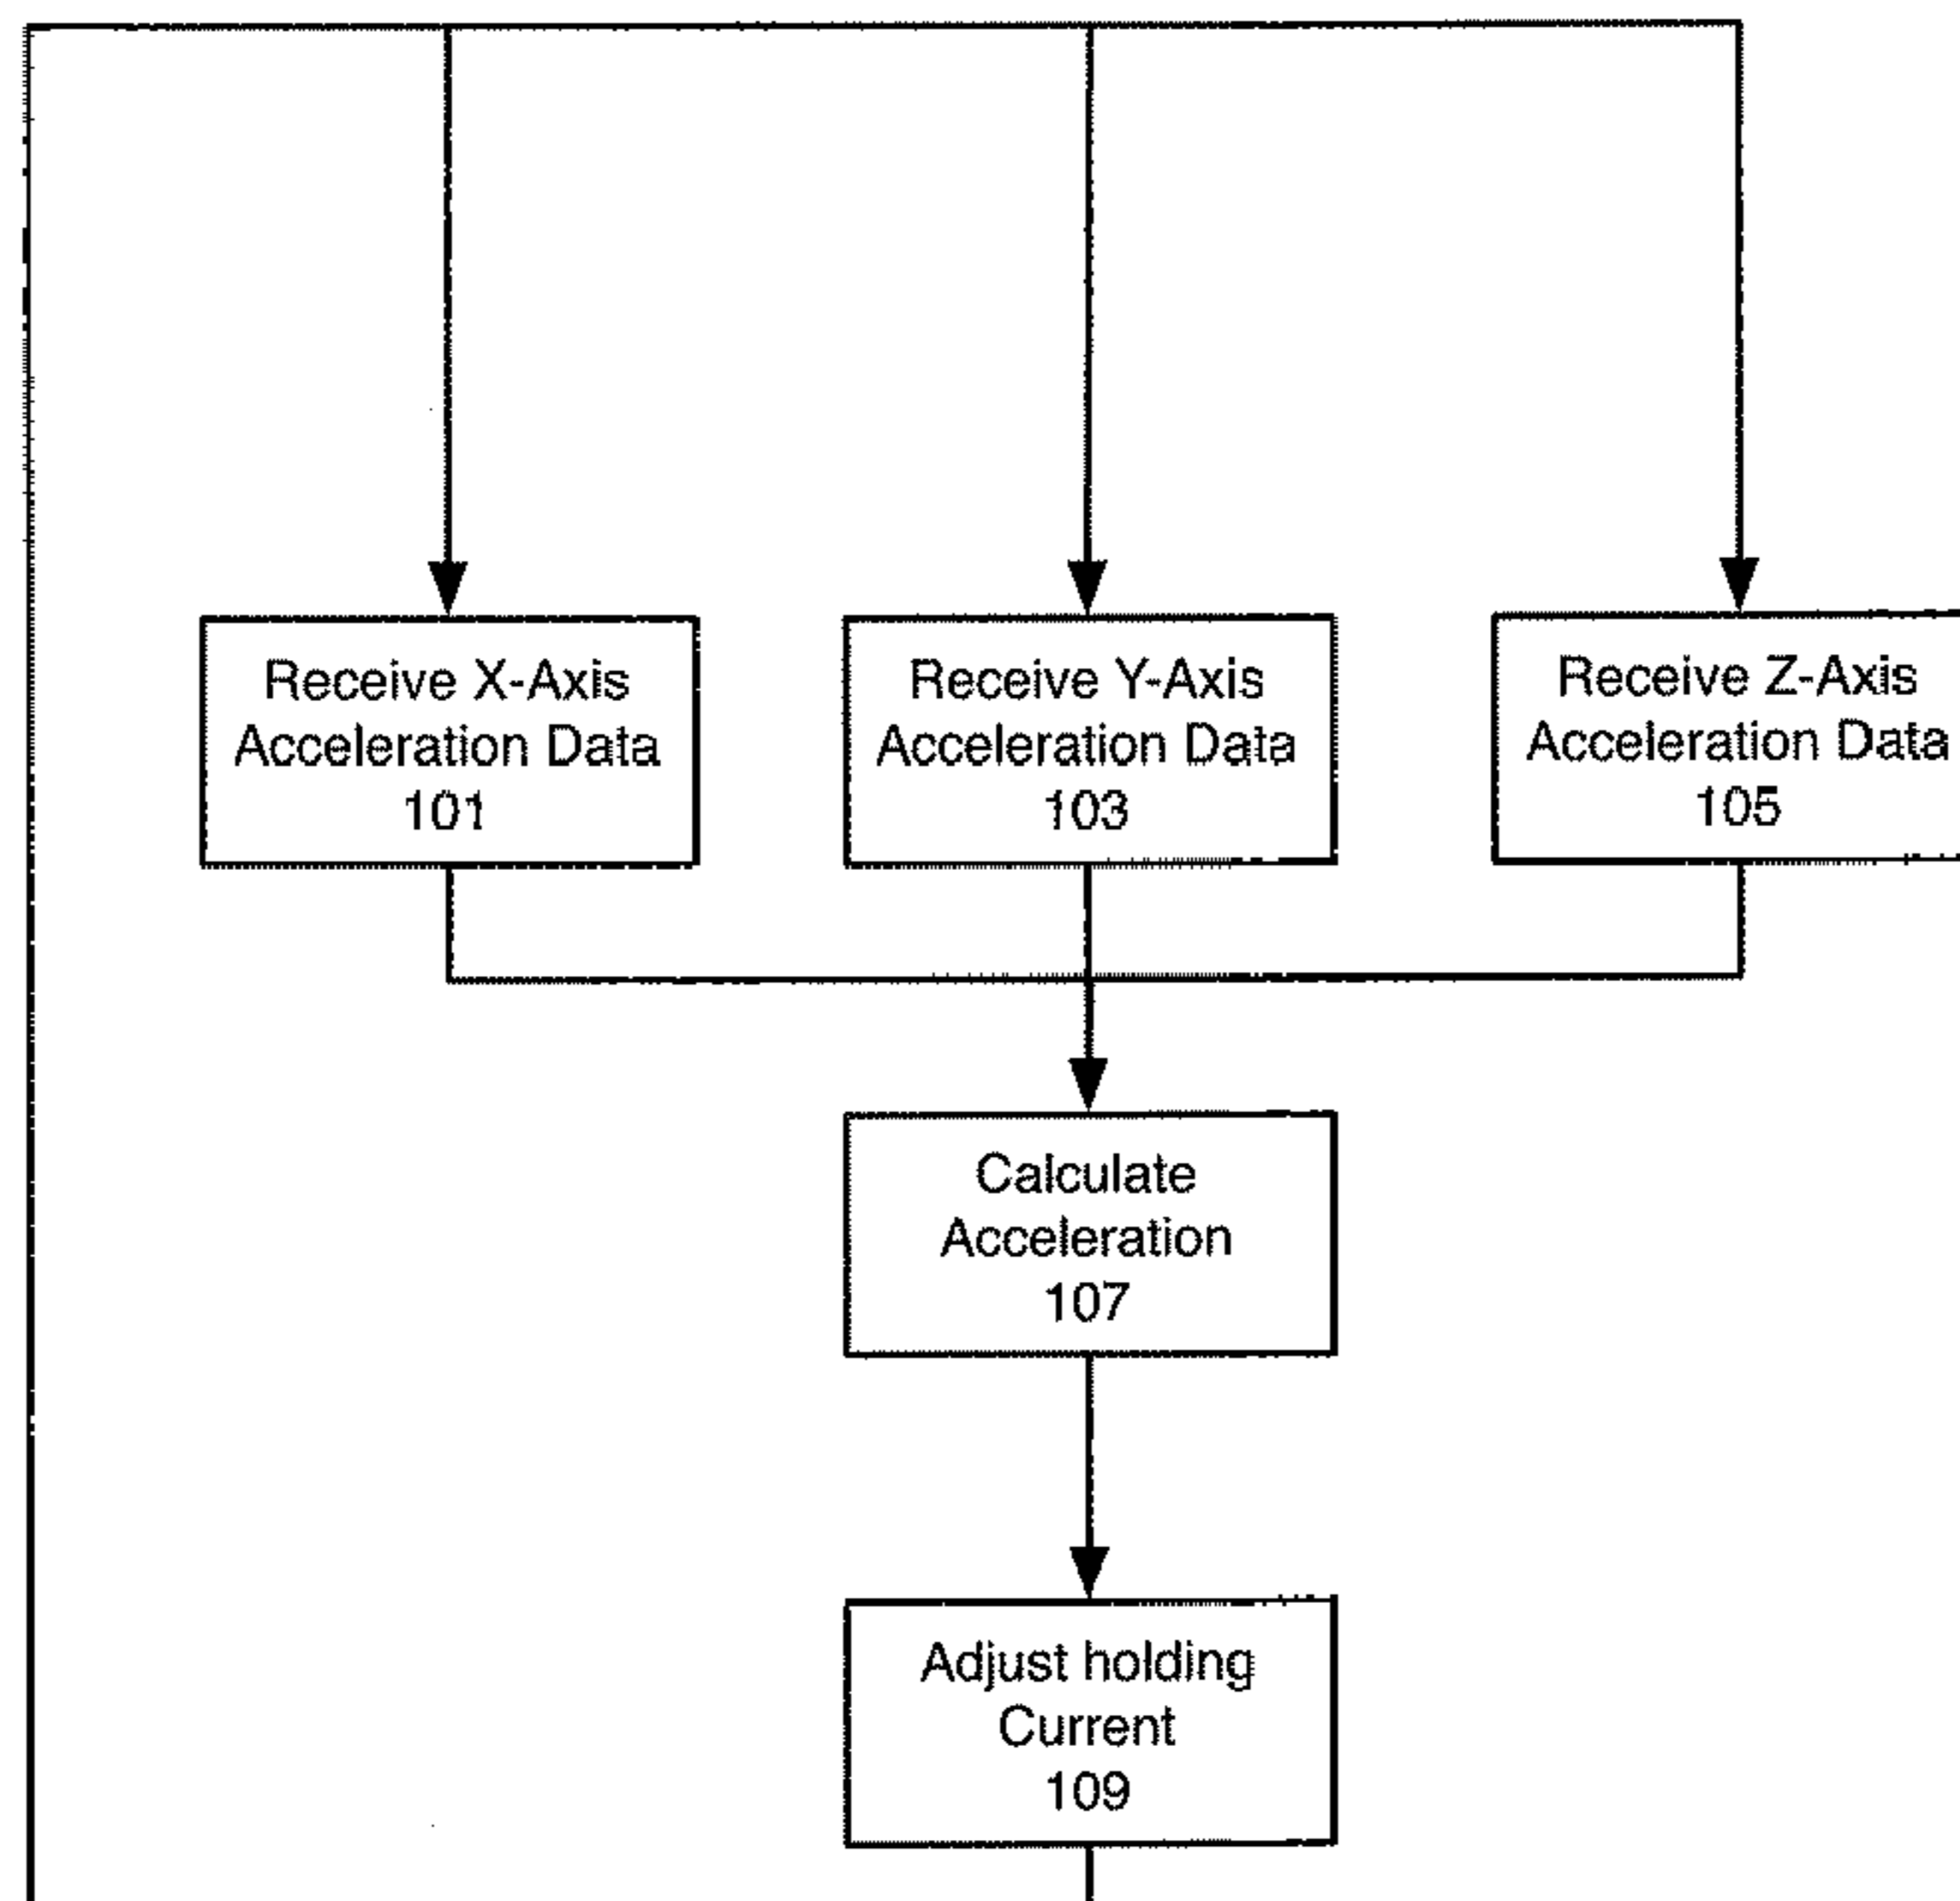 Receive X-Axis
Acceleration Data
101
Receive Y-Axis
Acceleration Data
103
Receive Z-Axis
Acceleration Data
105
Calculate
Acceleration
107
Adjust holding
Current
109